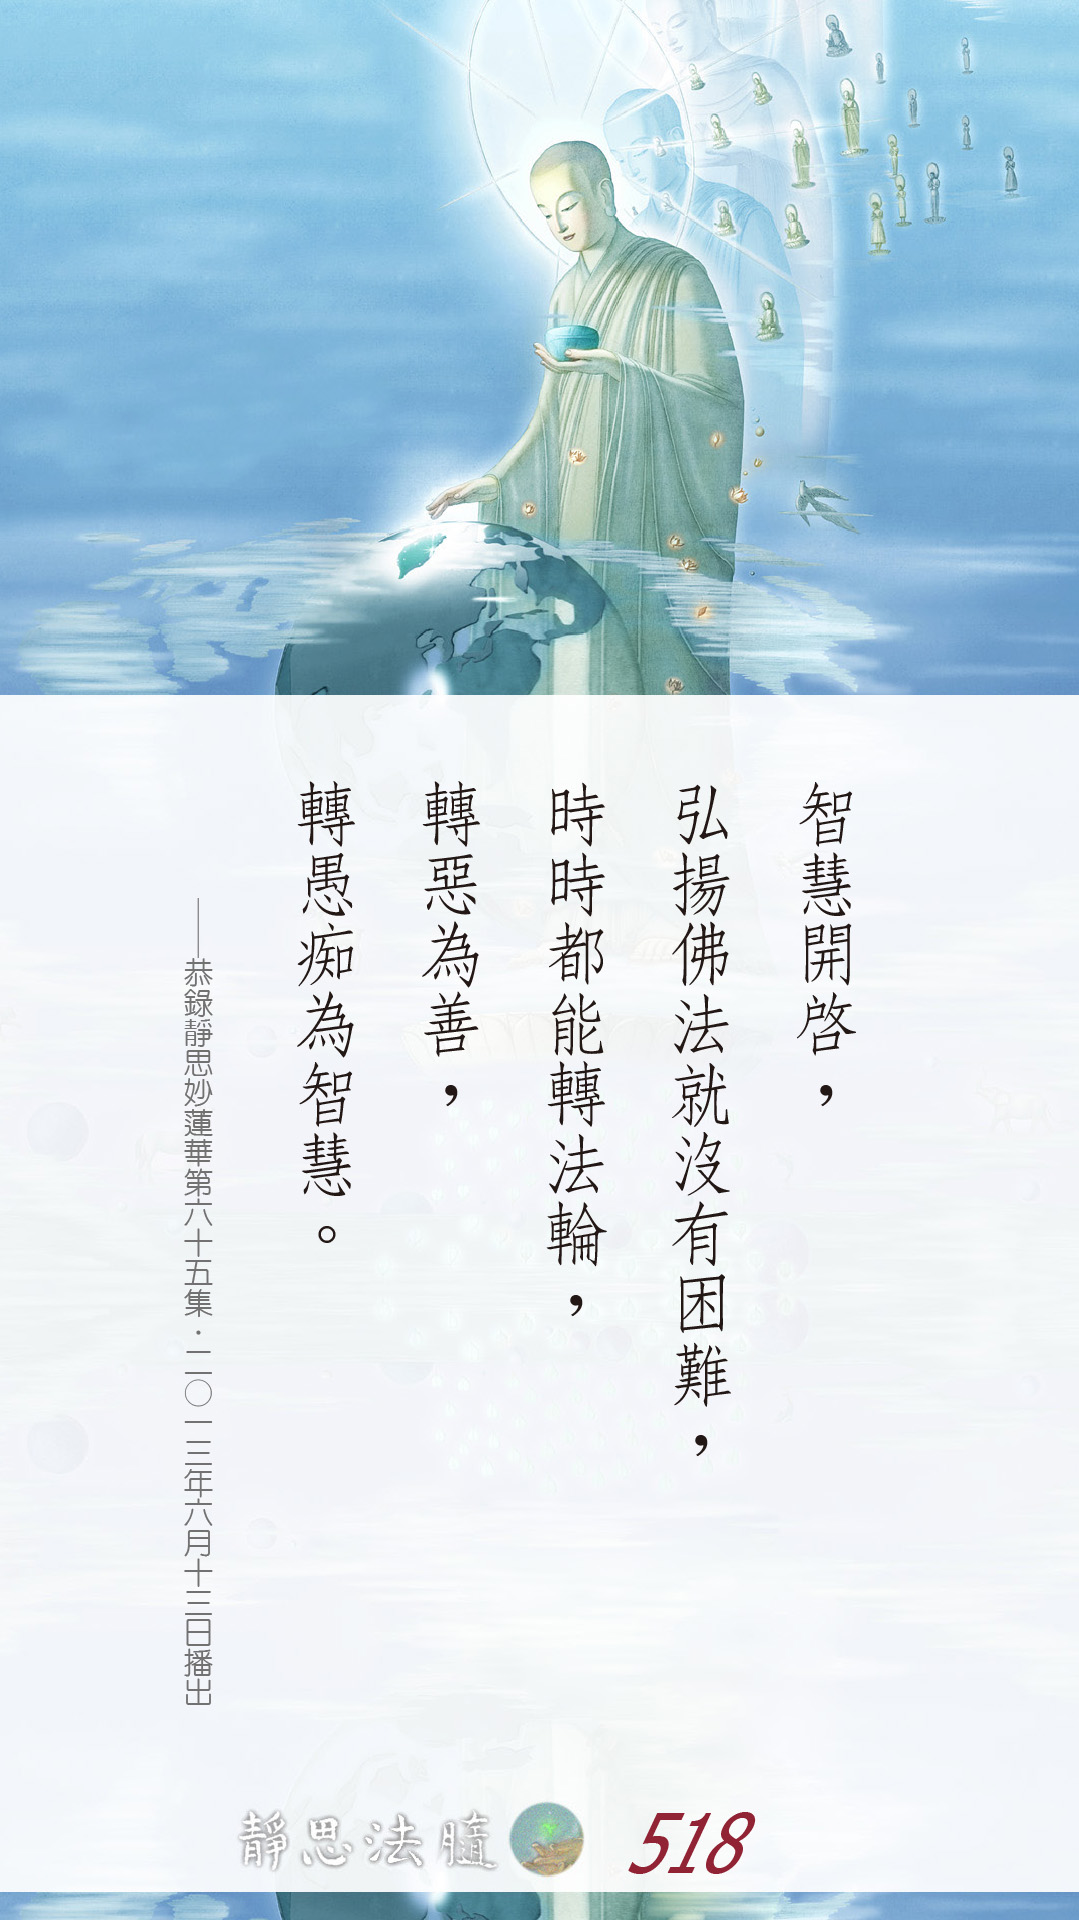 智慧開啓，
弘揚佛法就沒有困難，
時時都能轉法輪，
轉惡為善，
轉愚痴為智慧。
——恭錄靜思妙蓮華第六十五集．二〇一三年六月十三日播出
靜思法髓
518